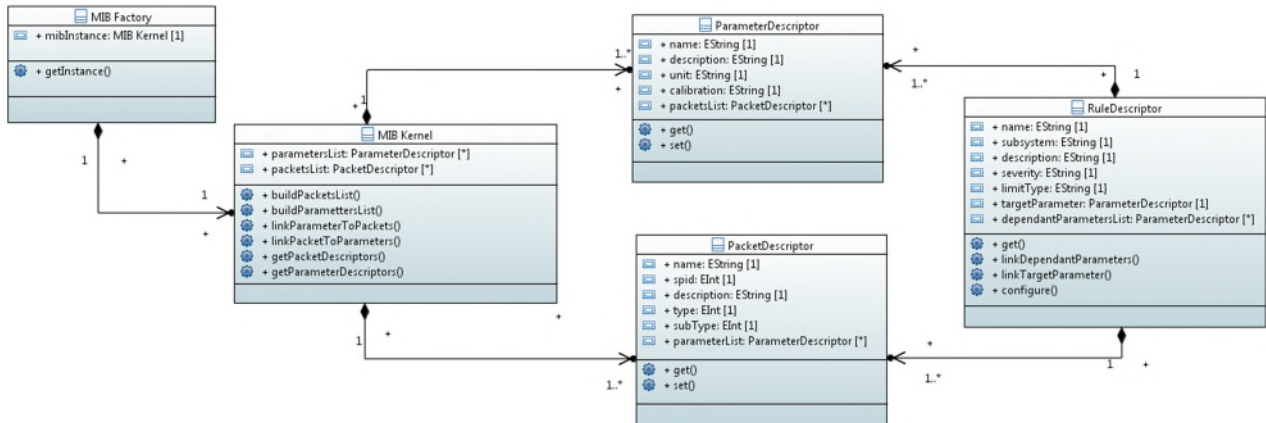 MIB Factory
+ mibInstance: MIB Kernel [1]
+ getInstance()
1
+
1
+
MIB Kernel
+ parametersList: ParameterDescriptor [*]
+ packetsList: PacketDescriptor [*]
+ buildPacketsList()
+ buildParamettersList()
+ linkParameterToPackets()
+ linkPacketToParameters()
+ getPacketDescriptors()
+ getParameterDescriptors()
+
1
+
1..*
+
1
+
1..*
+
ParameterDescriptor
+ name: EString [1]
+ description: EString [1]
+ unit: EString [1]
+ calibration: EString [1]
+ packetsList: PacketDescriptor [*]
+ get()
+ set()
PacketDescriptor
+ name: EString [1]
+ spid: EInt [1]
+ description: EString [1]
+ type: EInt [1]
+ subType: EInt [1]
+ parameterList: ParameterDescriptor [*]
+ get()
+ set()
+
1..*
+
1
RuleDescriptor
+ name: EString [1]
+ subsystem: EString [1]
+ description: EString [1]
+ severity: EString [1]
+ limitType: EString [1]
+ targetParameter: ParameterDescriptor [1]
+ dependantParametersList: ParameterDescriptor [*]
+ get()
+ linkDependantParameters()
+ linkTargetParameter()
+ configure()
+
1..*
1
+